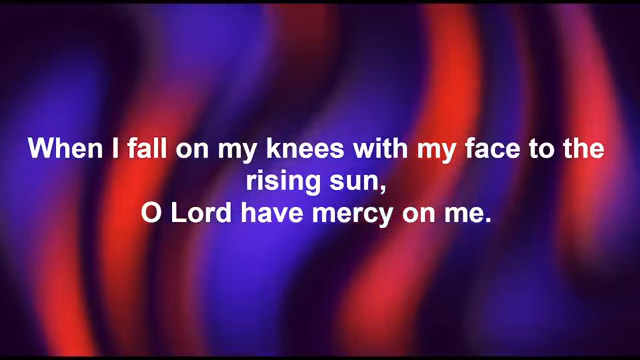 When I fall on my knees with my face to the
rising sun,
O Lord have mercy on me.